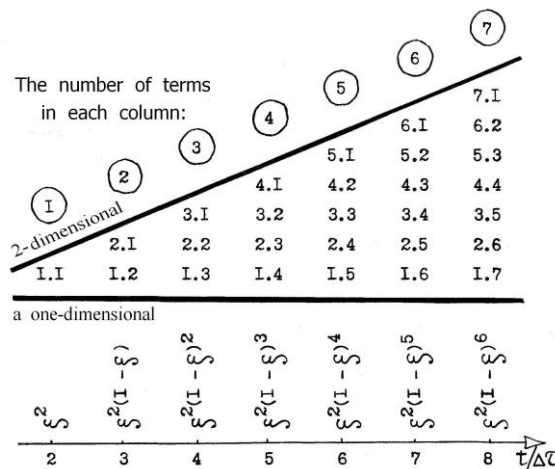 7
6
The number of terms
in each column:
5
4
3
2
I
7.I
6.I 6.2
5.I 5.2 5.3
4.I 4.2 4.3 4.4
3.I 3.2 3.3 3.4 3.5
2-dimensional
2.I 2.2 2.3 2.4 2.5 2.6
I.I I.2 I.3 I.4 I.5 I.6 I.7
a one-dimensional
ξ² ξ²(I - ξ) ξ²(I - ξ)² ξ²(I - ξ)³ ξ²(I - ξ)⁴ ξ²(I - ξ)⁵ ξ²(I - ξ)⁶
2 3 4 5 6 7 8 t/Δτ